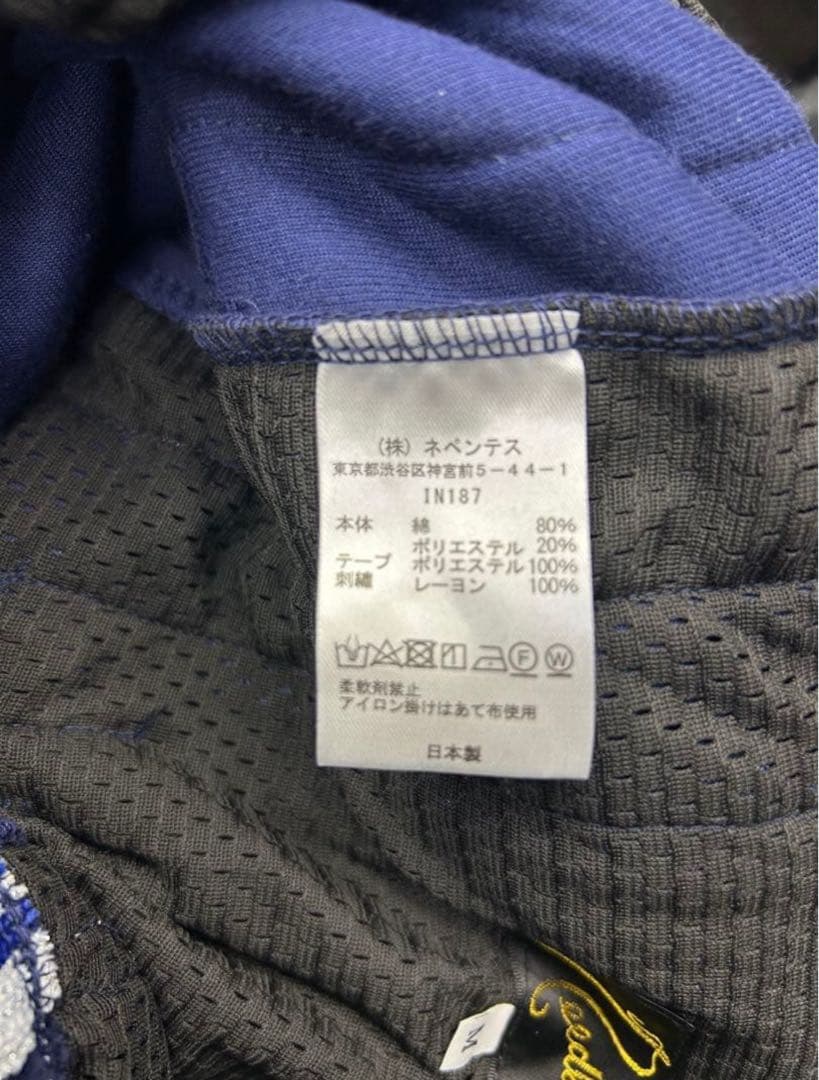 (株) ネペンテス
東京都渋谷区神宮前5-44-1
IN187
本体 綿 80%
ポリエステル 20%
テープ ポリエステル 100%
刺繍 レーヨン 100%
F W
柔軟剤禁止
アイロン掛けはあて布使用
日本製
M